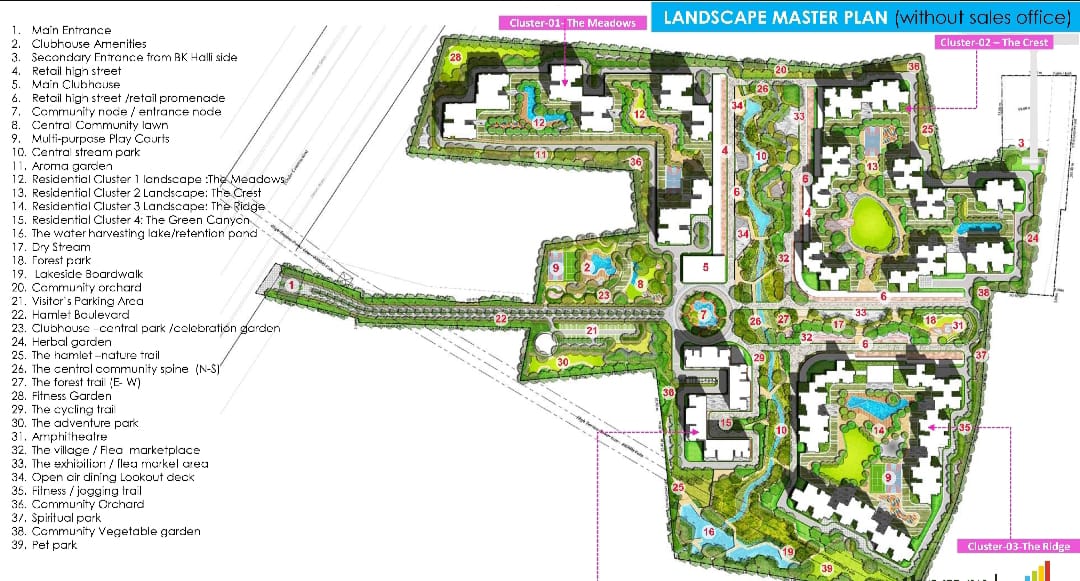 LANDSCAPE MASTER PLAN (without sales office)
Cluster-01- The Meadows
Cluster-02 – The Crest
1. Main Entrance
2. Clubhouse Amenities
3. Secondary Entrance from BK Halli side
4. Retail high street
5. Main Clubhouse
6. Retail high street /retail promenade
7. Community node / entrance node
8. Central Community lawn
9. Multi-purpose Play Courts
10. Central stream park
11. Aroma garden
12. Residential Cluster 1 landscape :The Meadows
13. Residential Cluster 2 Landscape: The Crest
14. Residential Cluster 3 Landscape: The Ridge
15. Residential Cluster 4: The Green Canyon
16. The water harvesting lake/retention pond
17. Dry Stream
18. Forest park
19. Lakeside Boardwalk
20. Community orchard
21. Visitor's Parking Area
22. Hamlet Boulevard
23. Clubhouse –central park /celebration garden
24. Herbal garden
25. The hamlet –nature trail
26. The central community spine (N-S)
27. The forest trail (E- W)
28. Fitness Garden
29. The cycling trail
30. The adventure park
31. Amphitheatre
32. The village / Flea marketplace
33. The exhibition / flea market area
34. Open air dining Lookout deck
35. Fitness / jogging trail
36. Community Orchard
37. Spiritual park
38. Community Vegetable garden
39. Pet park
28
20
36
26
34
33
12
12
25
3
11
36
4
10
13
6
6
4
34
24
32
9
2
5
8
23
6
38
1
22
7
33
26
27
17
18
31
21
32
6
30
29
37
30
15
10
14
35
9
25
16
19
39
Cluster-03-The Ridge